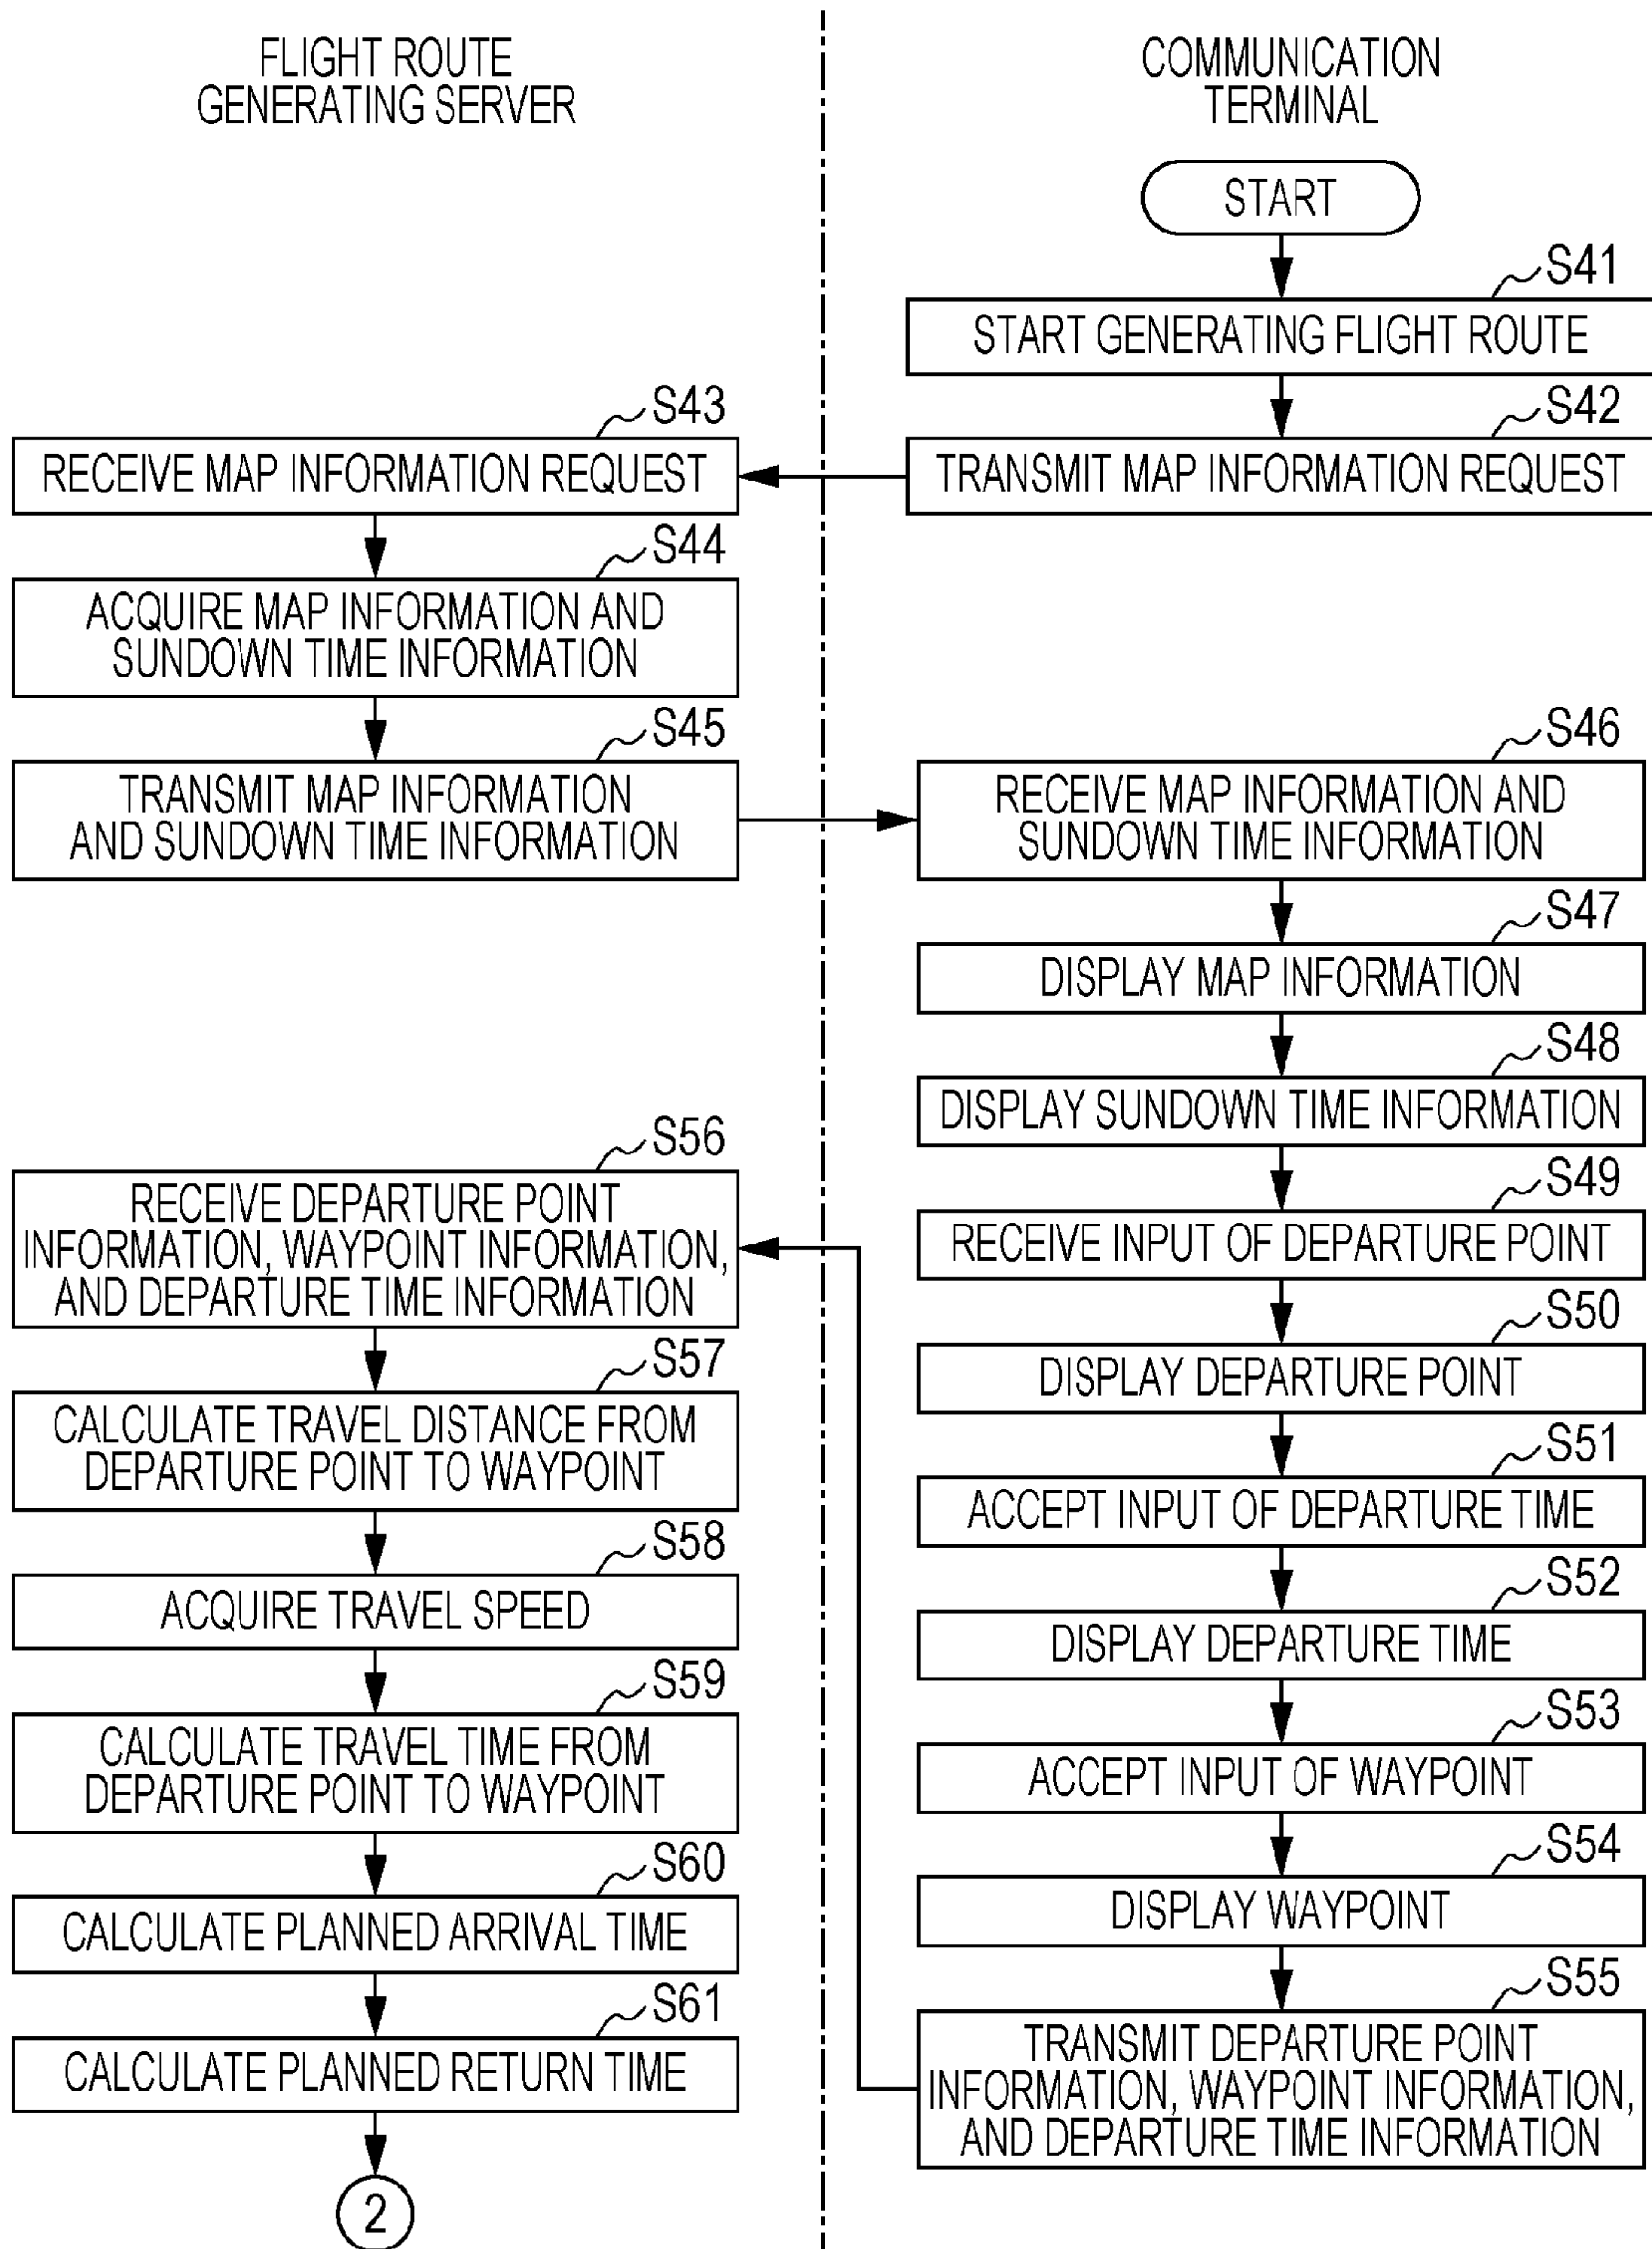 FLIGHT ROUTE
GENERATING SERVER
COMMUNICATION
TERMINAL
START
S41
START GENERATING FLIGHT ROUTE
S42
TRANSMIT MAP INFORMATION REQUEST
S43
RECEIVE MAP INFORMATION REQUEST
S44
ACQUIRE MAP INFORMATION AND
SUNDOWN TIME INFORMATION
S45
TRANSMIT MAP INFORMATION
AND SUNDOWN TIME INFORMATION
S46
RECEIVE MAP INFORMATION AND
SUNDOWN TIME INFORMATION
S47
DISPLAY MAP INFORMATION
S48
DISPLAY SUNDOWN TIME INFORMATION
S49
RECEIVE INPUT OF DEPARTURE POINT
S50
DISPLAY DEPARTURE POINT
S51
ACCEPT INPUT OF DEPARTURE TIME
S52
DISPLAY DEPARTURE TIME
S53
ACCEPT INPUT OF WAYPOINT
S54
DISPLAY WAYPOINT
S55
TRANSMIT DEPARTURE POINT
INFORMATION, WAYPOINT INFORMATION,
AND DEPARTURE TIME INFORMATION
S56
RECEIVE DEPARTURE POINT
INFORMATION, WAYPOINT INFORMATION,
AND DEPARTURE TIME INFORMATION
S57
CALCULATE TRAVEL DISTANCE FROM
DEPARTURE POINT TO WAYPOINT
S58
ACQUIRE TRAVEL SPEED
S59
CALCULATE TRAVEL TIME FROM
DEPARTURE POINT TO WAYPOINT
S60
CALCULATE PLANNED ARRIVAL TIME
S61
CALCULATE PLANNED RETURN TIME
2